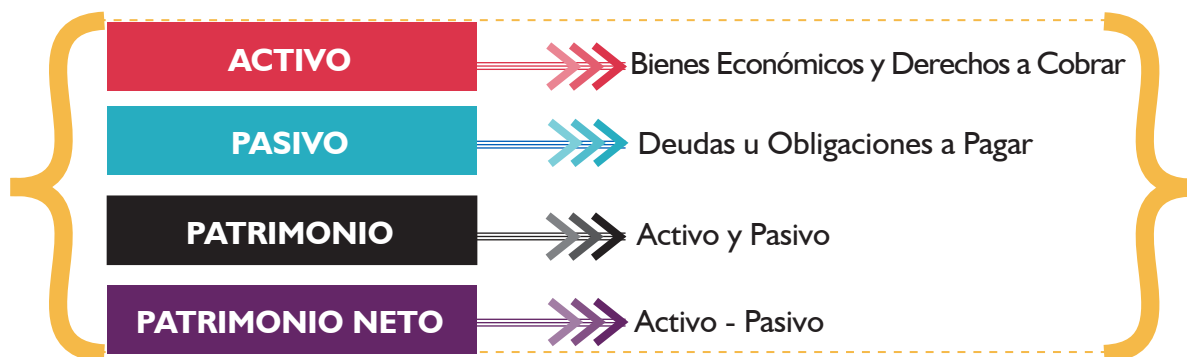 ACTIVO Bienes Económicos y Derechos a Cobrar
PASIVO Deudas u Obligaciones a Pagar
PATRIMONIO Activo y Pasivo
PATRIMONIO NETO Activo - Pasivo